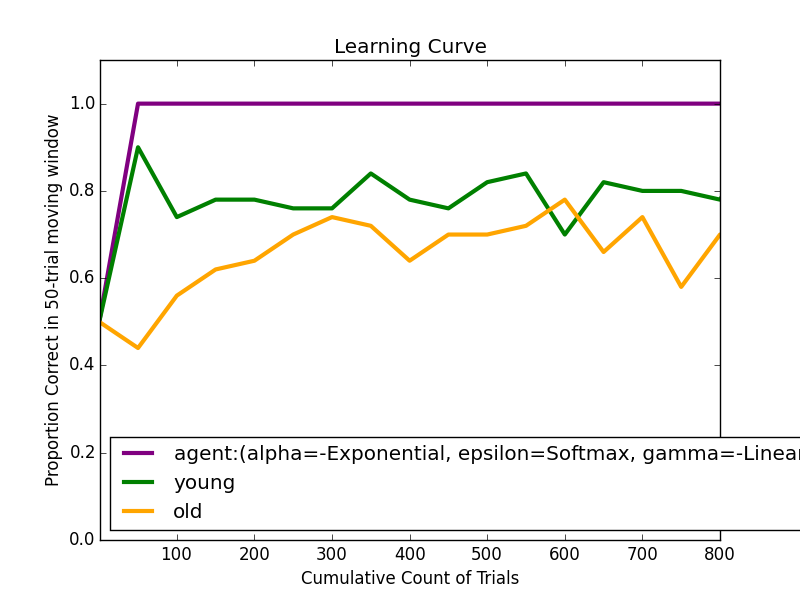 Learning Curve
Proportion Correct in 50-trial moving window
1.0
0.8
0.6
0.4
0.2
0.0
agent:(alpha=-Exponential, epsilon=Softmax, gamma=-Linear
young
old
100 200 300 400 500 600 700 800
Cumulative Count of Trials